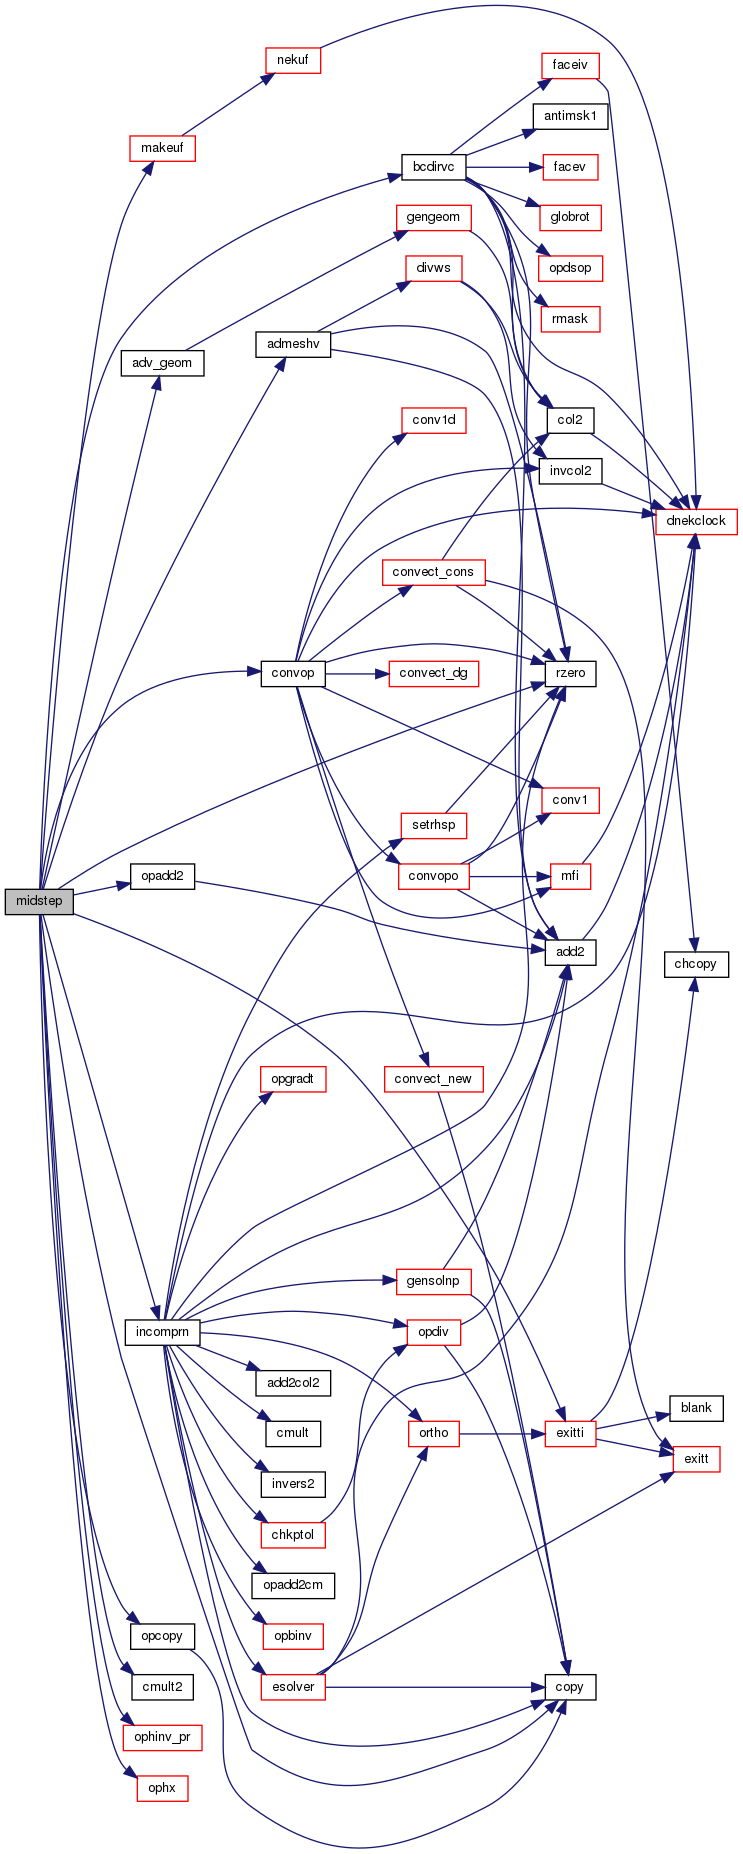 nekuf
faceiv
antimsk1
makeuf
bcdirvc
facev
gengeom
globrot
divws
opdsop
rmask
admeshv
adv_geom
conv1d
col2
invcol2
dnekclock
convect_cons
convop
convect_dg
rzero
conv1
setrhsp
opadd2
convopo
mfi
midstep
add2
chcopy
opgradt
convect_new
gensolnp
incomprn
opdiv
add2col2
blank
cmult
ortho
exitti
exitt
invers2
chkptol
opadd2cm
opcopy
opbinv
cmult2
esolver
copy
ophinv_pr
ophx